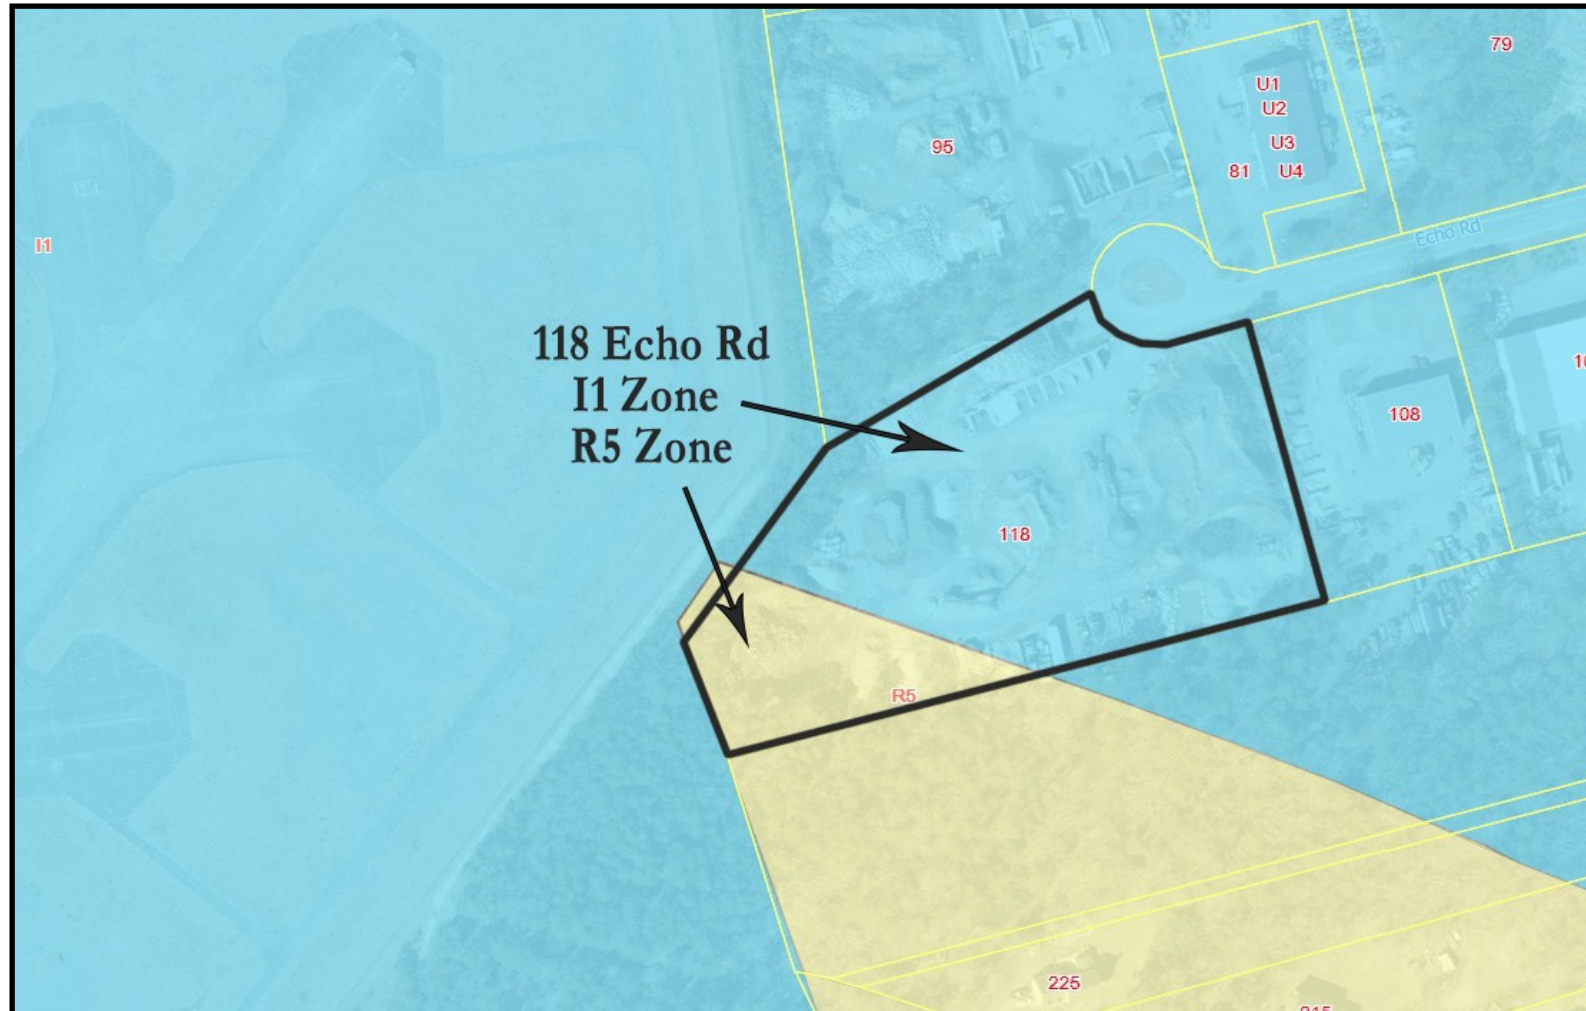 79
U1
U2
95
U3
81
U4
I1
Echo Rd
118 Echo Rd
I1 Zone
R5 Zone
108
118
R5
225